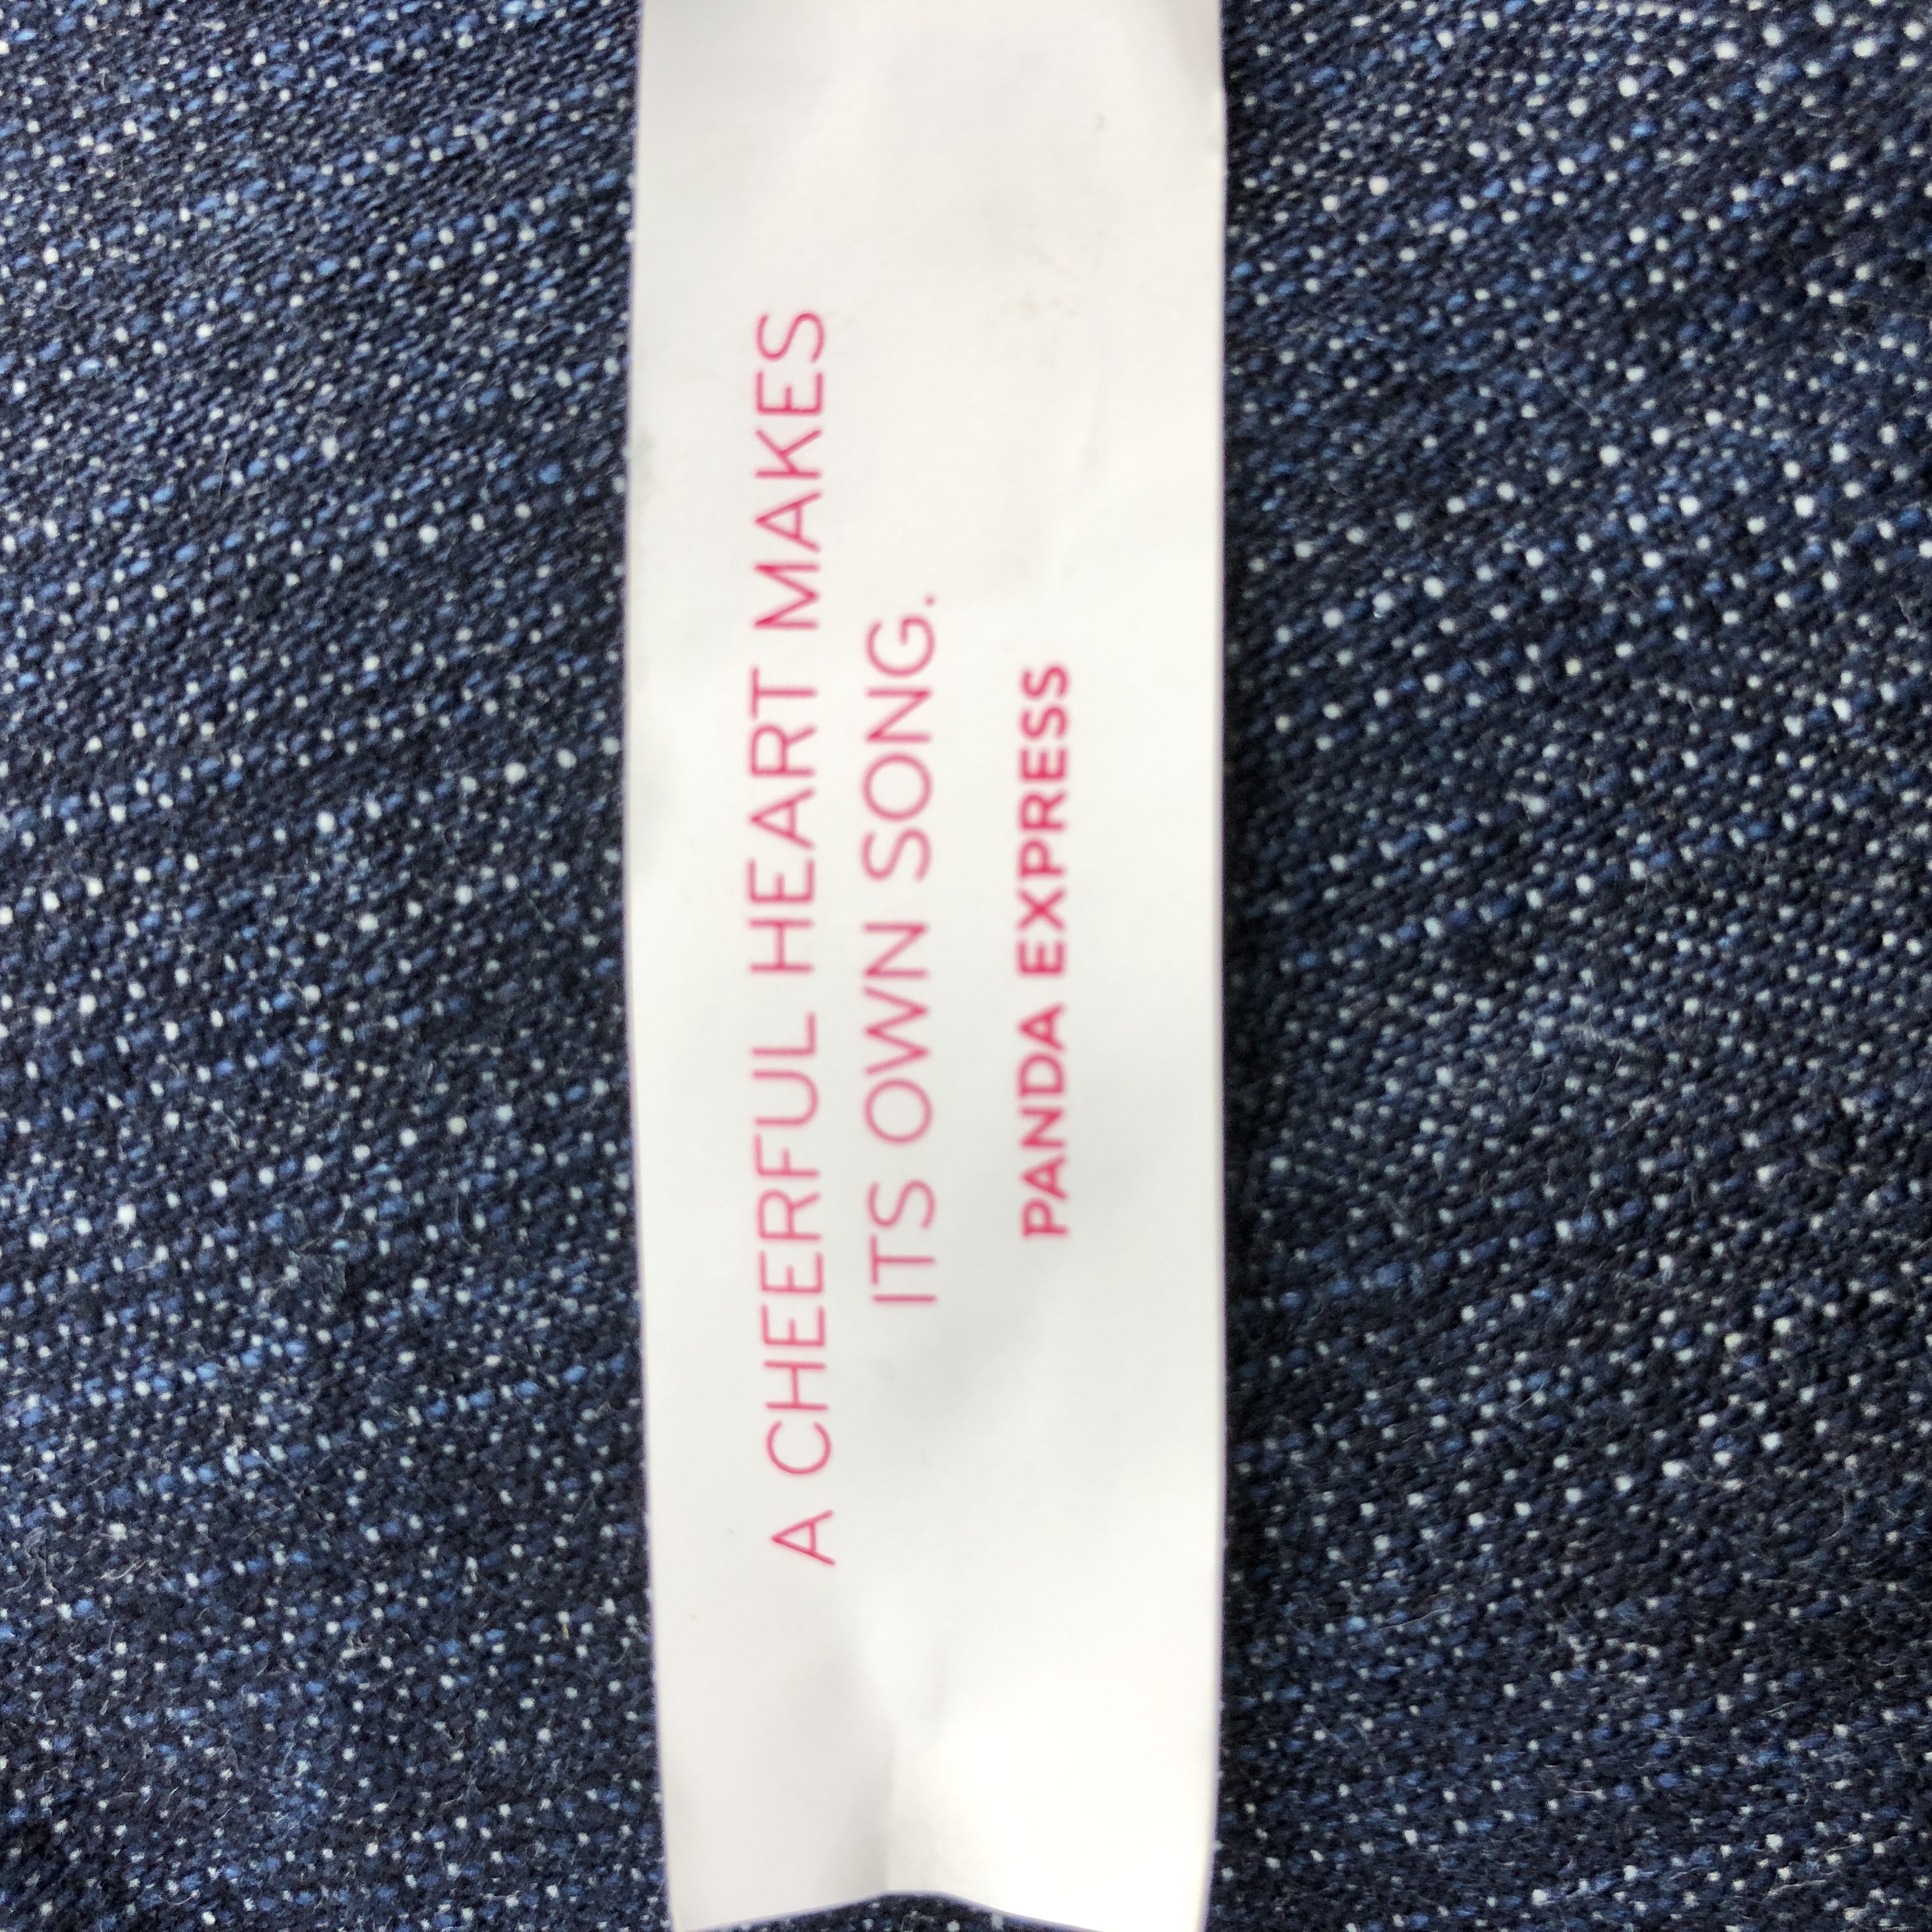 A CHEERFUL HEART MAKES
ITS OWN SONG.
PANDA EXPRESS